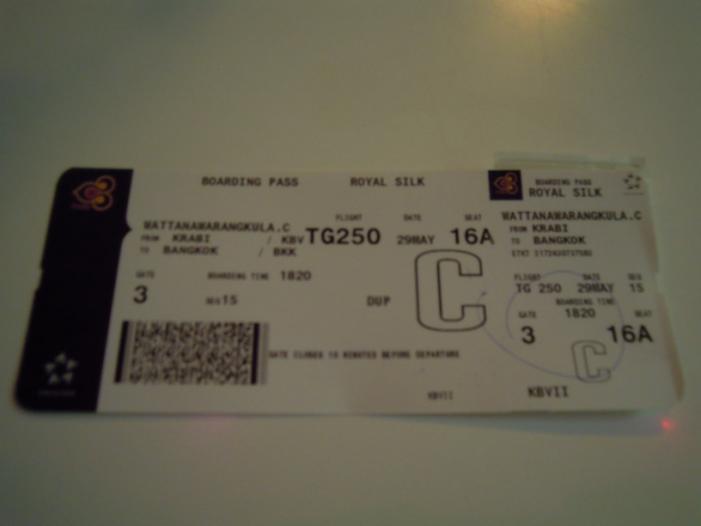 BOARDING PASS ROYAL SILK
WATTANAWARANGKULA.C
FROM KRABI / KBV
TO BANGKOK / BKK
FLIGHT DATE SEAT
TG250 29MAY 16A
GATE BOARDING TIME 1820
3 SEQ 15 DUP
C
GATE CLOSES 10 MINUTES BEFORE DEPARTURE
KBVII
BOARDING PASS
ROYAL SILK
WATTANAWARANGKULA.C
FROM KRABI
TO BANGKOK
FLIGHT DATE SEQ
TG 250 29MAY 15
BOARDING TIME
GATE 1820 SEAT
3 16A
C
KBVII